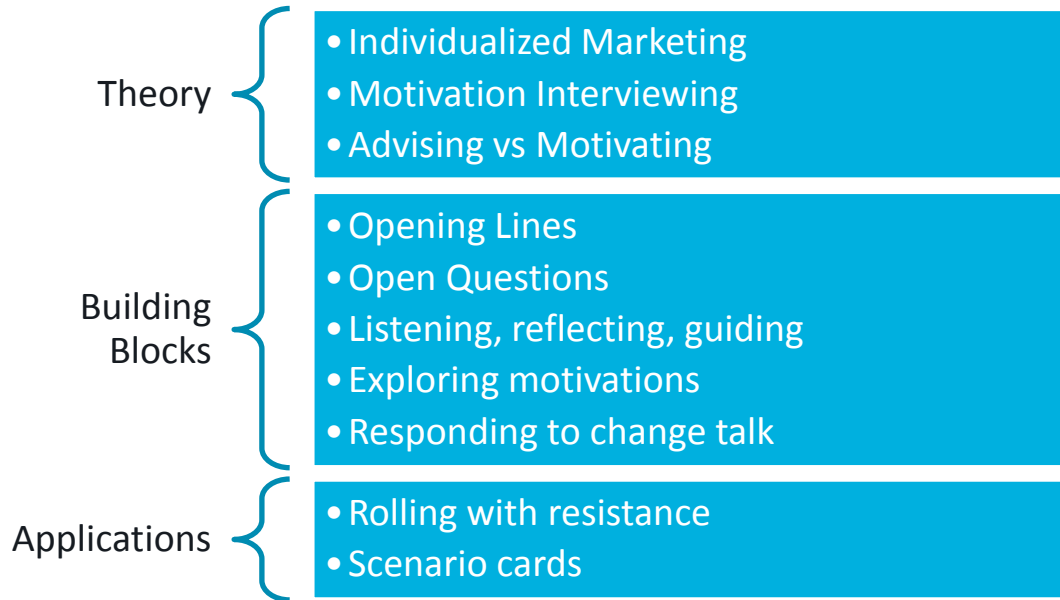 Theory
• Individualized Marketing
• Motivation Interviewing
• Advising vs Motivating
Building
Blocks
• Opening Lines
• Open Questions
• Listening, reflecting, guiding
• Exploring motivations
• Responding to change talk
Applications
• Rolling with resistance
• Scenario cards